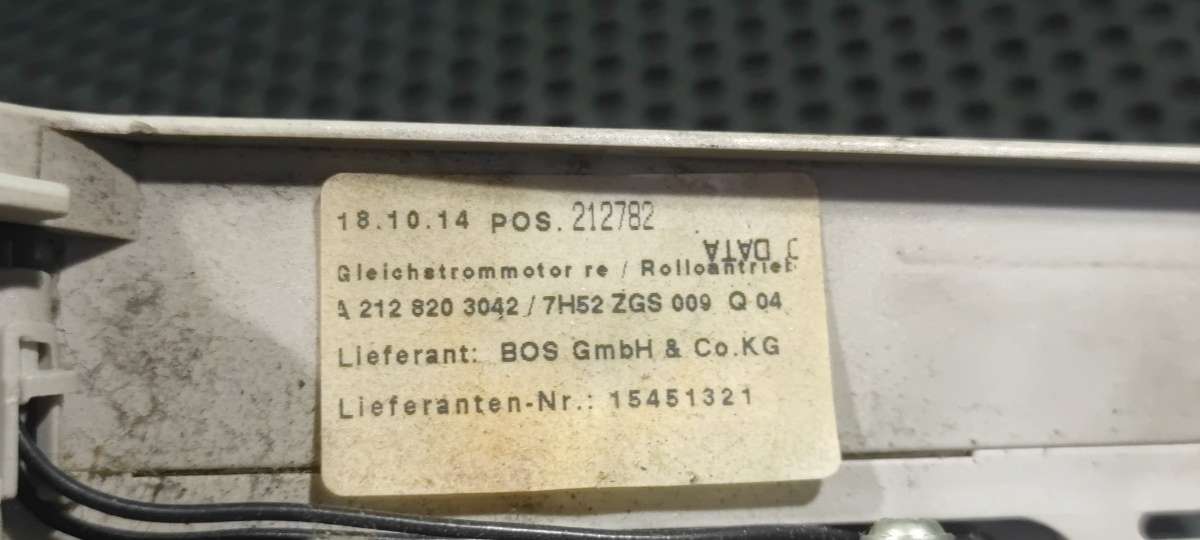 18.10.14 POS. 212782
DATA
Gleichstrommotor re / Rolloantrieb
A 212 820 3042 / 7H52 ZGS 009 Q 04
Lieferant: BOS GmbH & Co.KG
Lieferanten-Nr.: 15451321